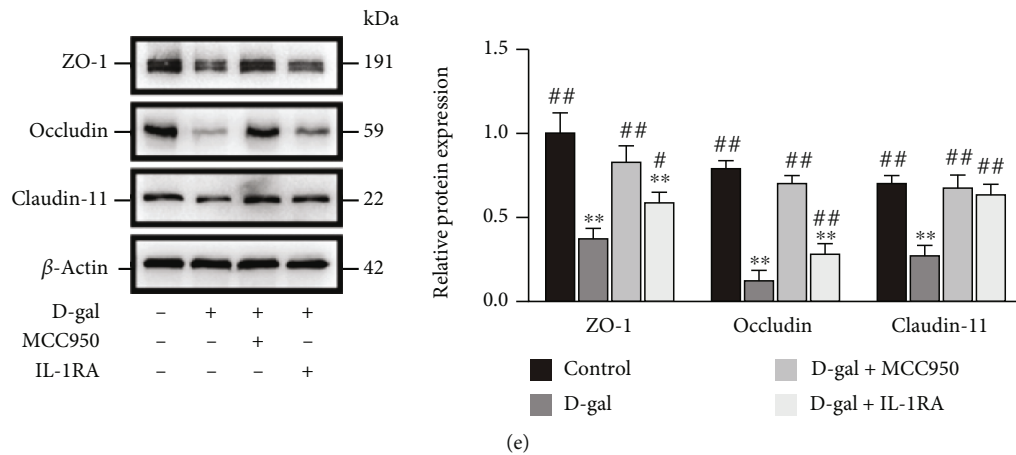 kDa
ZO-1 191
Occludin 59
Claudin-11 22
β-Actin 42
D-gal – + + +
MCC950 – – + –
IL-1RA – – – +
Relative protein expression
1.5
1.0
0.5
0.0
## ** ## # **
## ** ## ## **
## ** ## ##
ZO-1 Occludin Claudin-11
Control D-gal + MCC950
D-gal D-gal + IL-1RA
(e)